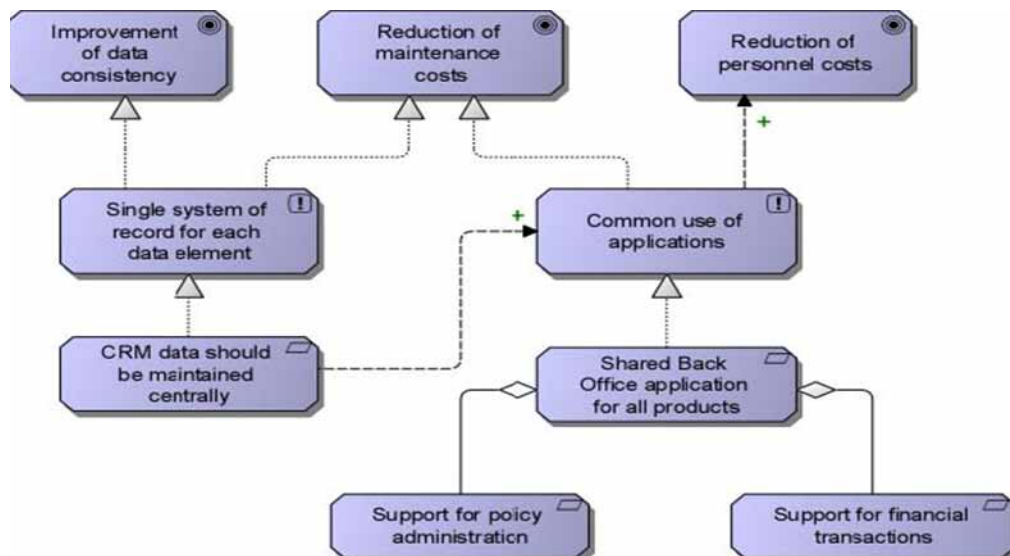 Improvement
of data
consistency
Reduction of
maintenance
costs
Reduction of
personnel costs
+
Single system of
record for each
data element
!
+
Common use of
applications
!
CRM data should
be maintained
centrally
Shared Back
Office application
for all products
Support for policy
administration
Support for financial
transactions